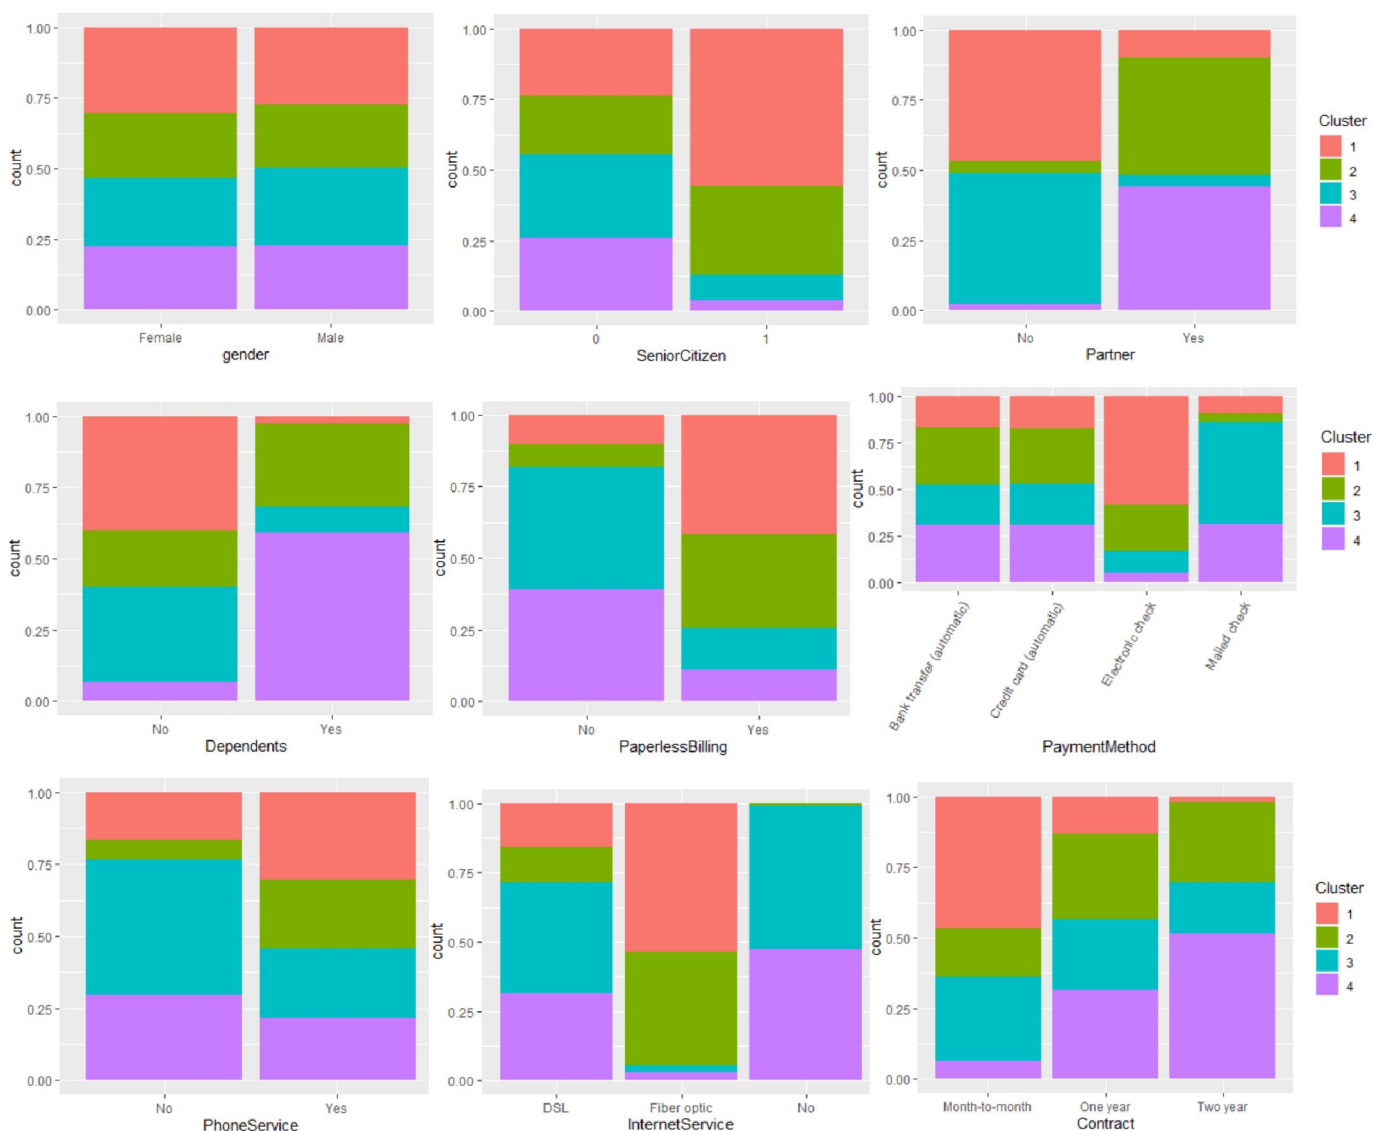 1.00
0.75
0.50
0.25
0.00
count
Female
Male
gender
1.00
0.75
0.50
0.25
0.00
count
0
1
SeniorCitizen
1.00
0.75
0.50
0.25
0.00
count
No
Yes
Partner
Cluster
1
2
3
4
1.00
0.75
0.50
0.25
0.00
count
No
Yes
Dependents
1.00
0.75
0.50
0.25
0.00
count
No
Yes
PaperlessBilling
1.00
0.75
0.50
0.25
0.00
count
Bank transfer (automatic)
Credit card (automatic)
Electronic check
Mailed check
PaymentMethod
Cluster
1
2
3
4
1.00
0.75
0.50
0.25
0.00
count
No
Yes
PhoneService
1.00
0.75
0.50
0.25
0.00
count
DSL
Fiber optic
No
InternetService
1.00
0.75
0.50
0.25
0.00
count
Month-to-month
One year
Two year
Contract
Cluster
1
2
3
4